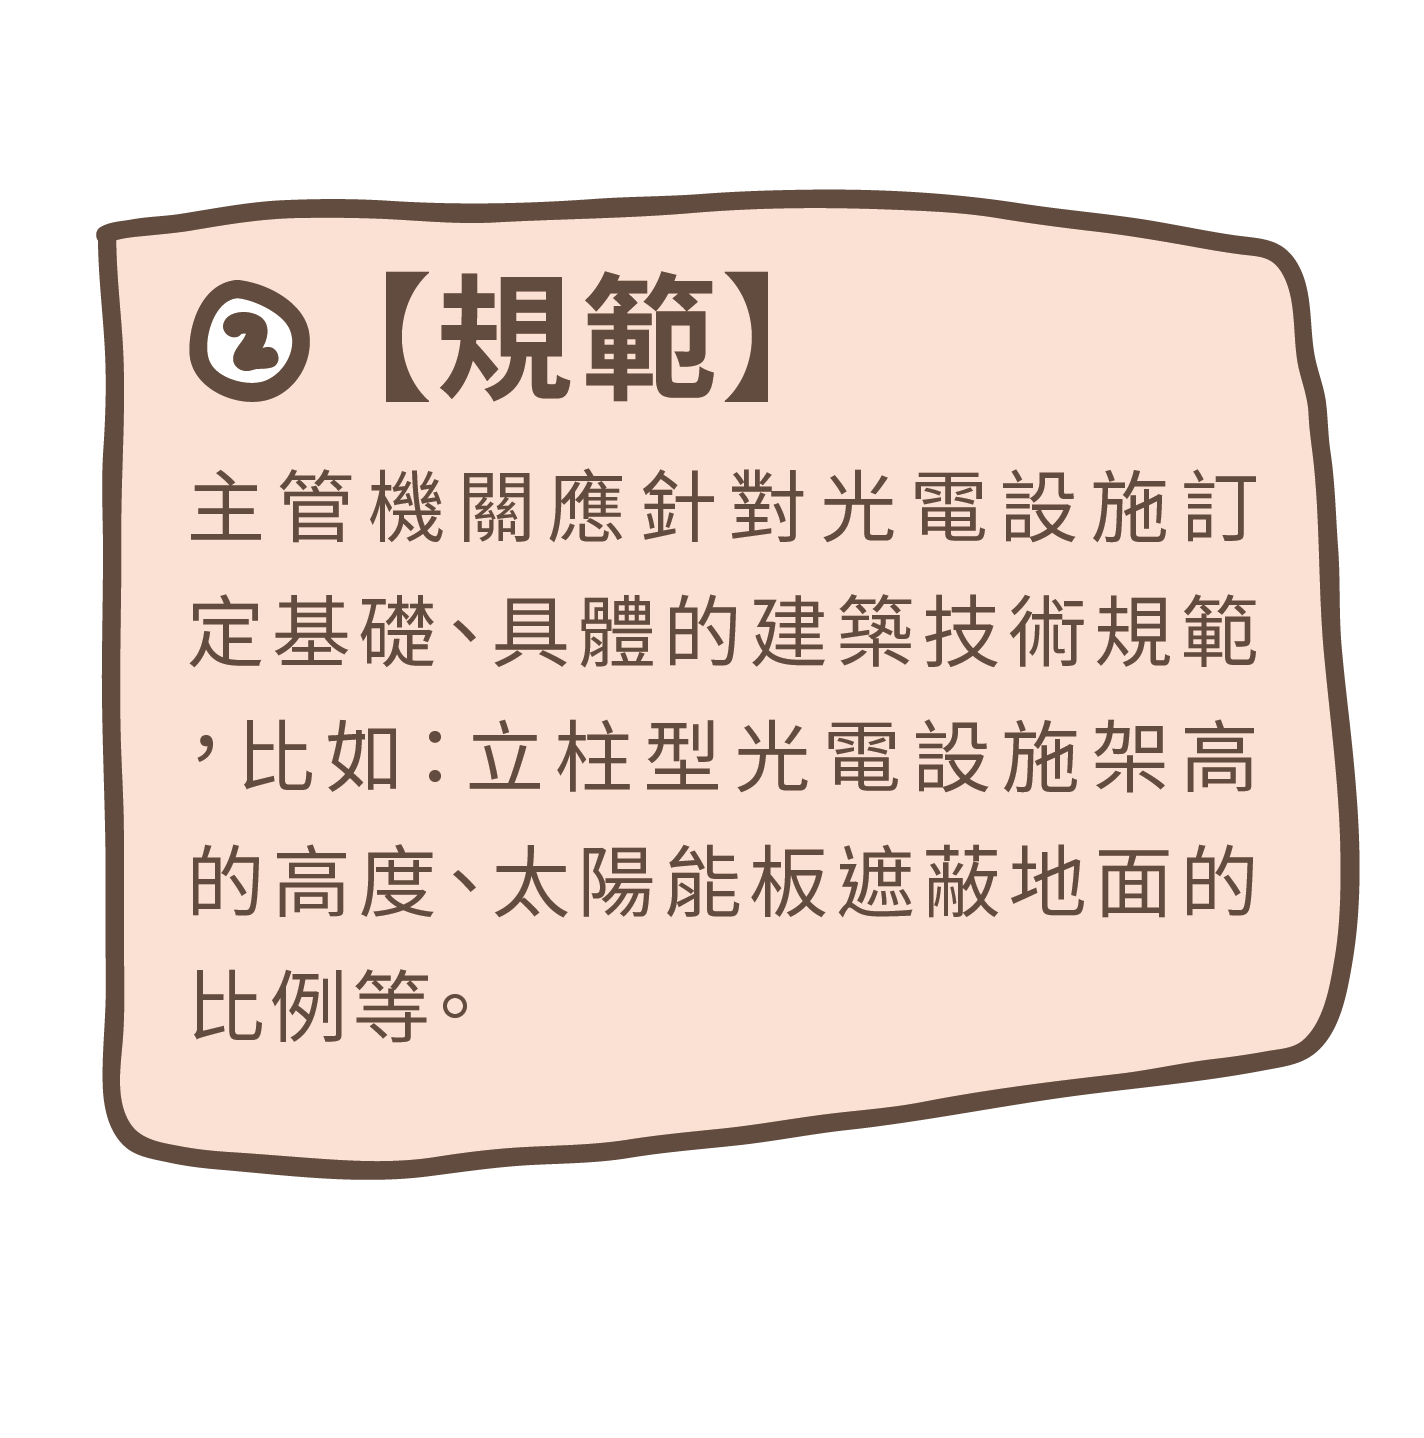 2【規範】
主管機關應針對光電設施訂
定基礎、具體的建築技術規範
，比如：立柱型光電設施架高
的高度、太陽能板遮蔽地面的
比例等。